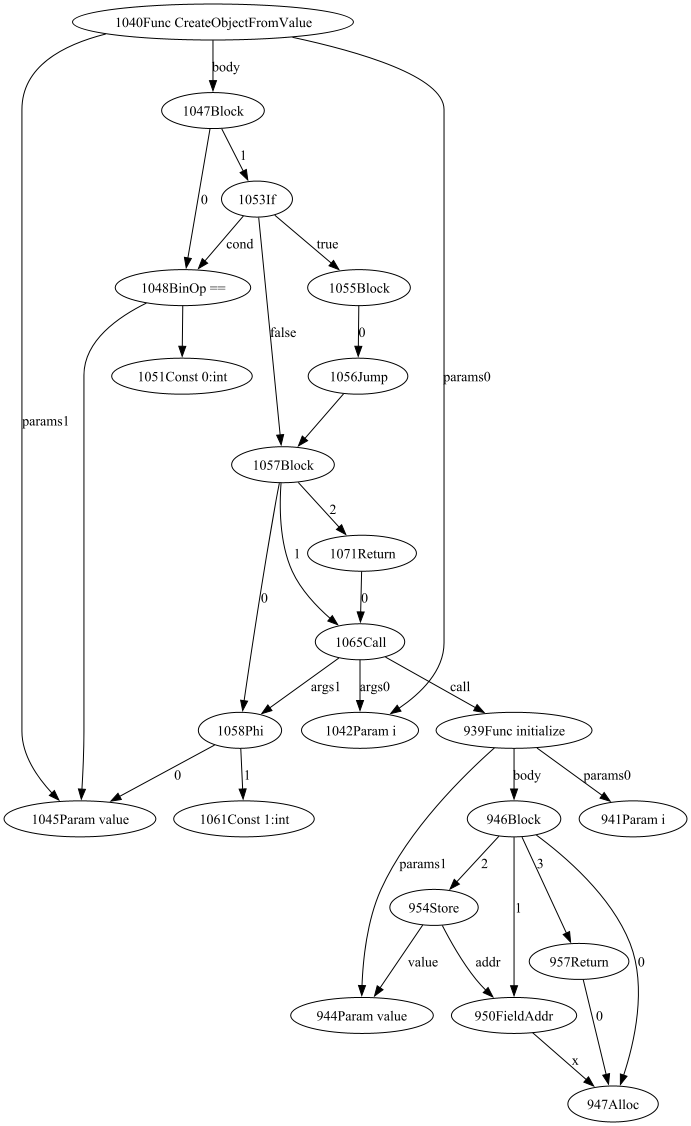 1040Func CreateObjectFromValue
body
1047Block
1
0
1053If
cond
true
1048BinOp ==
1055Block
false
0
1051Const 0:int
1056Jump
params0
params1
1057Block
2
1
1071Return
0
0
1065Call
args1
args0
call
1058Phi
1042Param i
939Func initialize
0
1
body
params0
1045Param value
1061Const 1:int
946Block
941Param i
params1
2
3
954Store
1
value
addr
957Return
0
944Param value
950FieldAddr
0
x
947Alloc